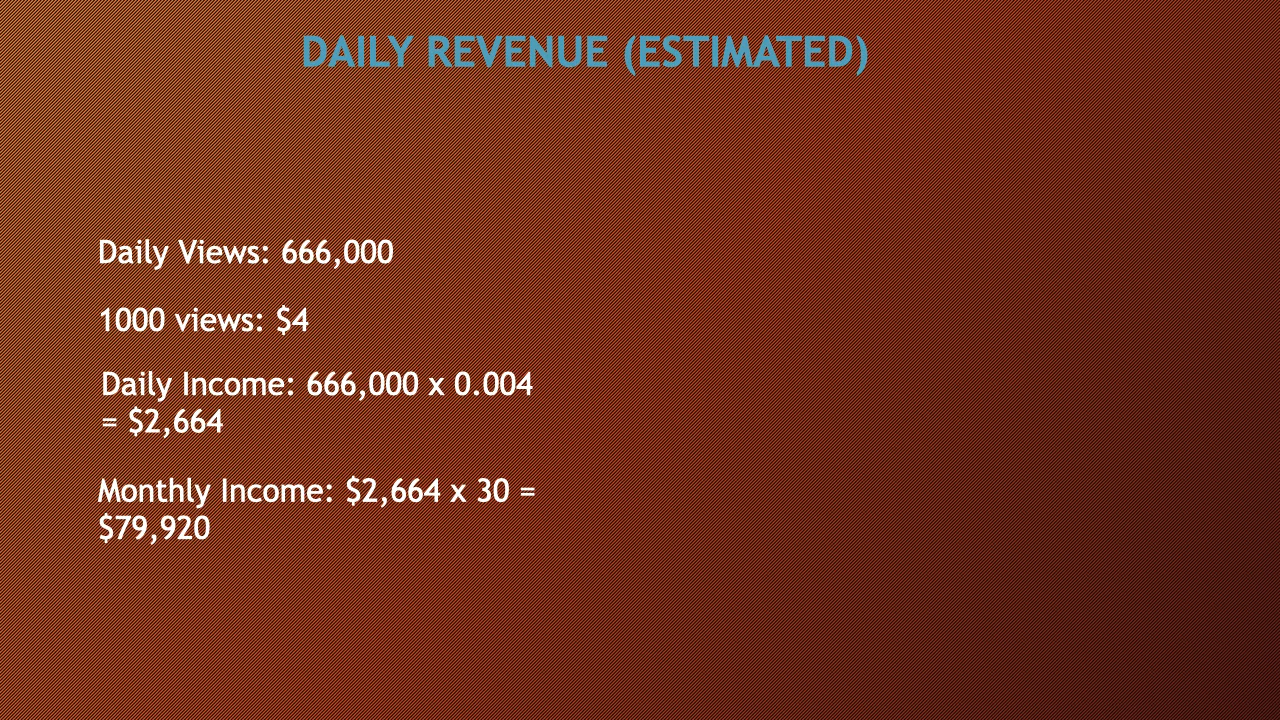 DAILY REVENUE (ESTIMATED)
Daily Views: 666,000
1000 views: $4
Daily Income: 666,000 x 0.004
= $2,664
Monthly Income: $2,664 x 30 =
$79,920